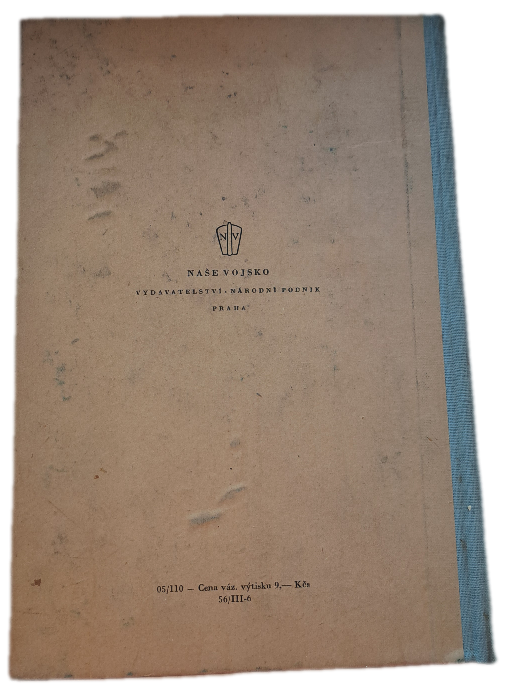 N V
NAŠE VOJSKO
VYDAVATELSTVÍ · NÁRODNÍ PODNIK
PRAHA
05/110 — Cena váz. výtisku 9,— Kčs
56/III-6